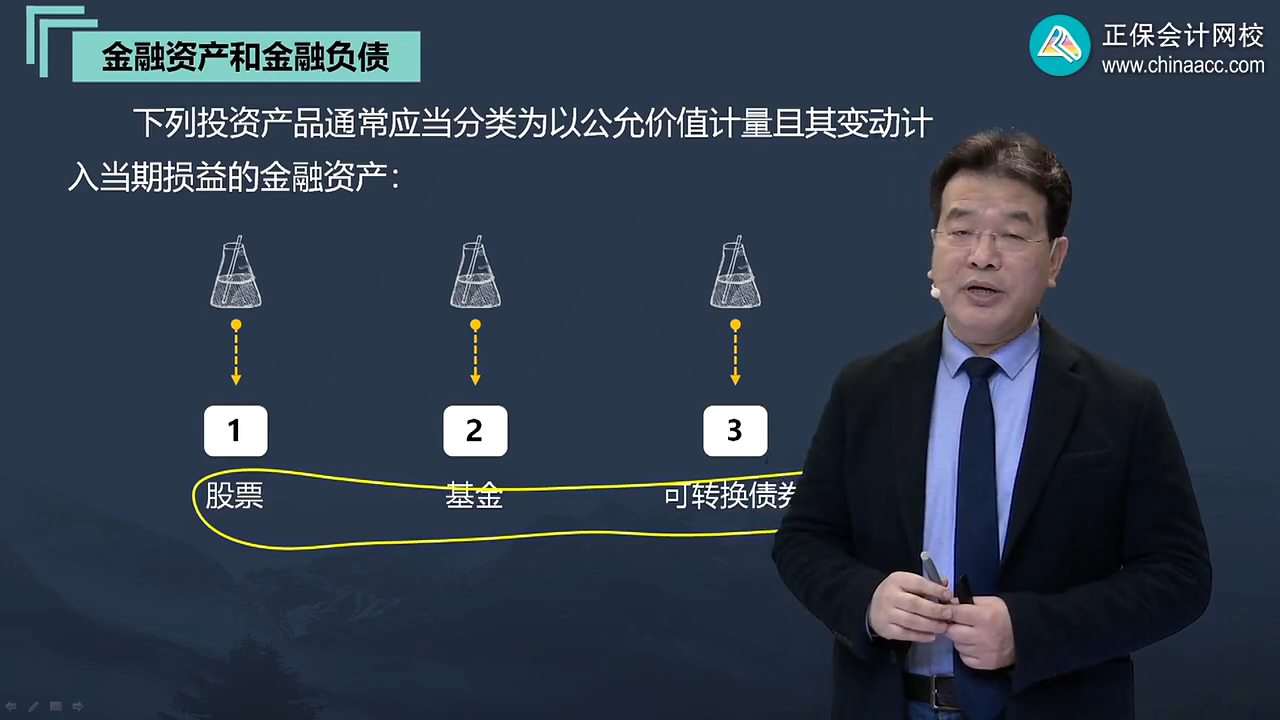 金融资产和金融负债
正保会计网校
www.chinaacc.com
下列投资产品通常应当分类为以公允价值计量且其变动计
入当期损益的金融资产：
1
2
3
股票
基金
可转换债券